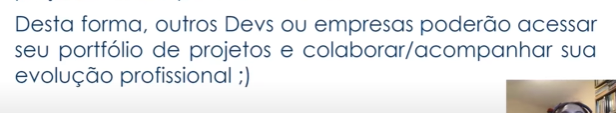 Desta forma, outros Devs ou empresas poderão acessar
seu portfólio de projetos e colaborar/acompanhar sua
evolução profissional ;)